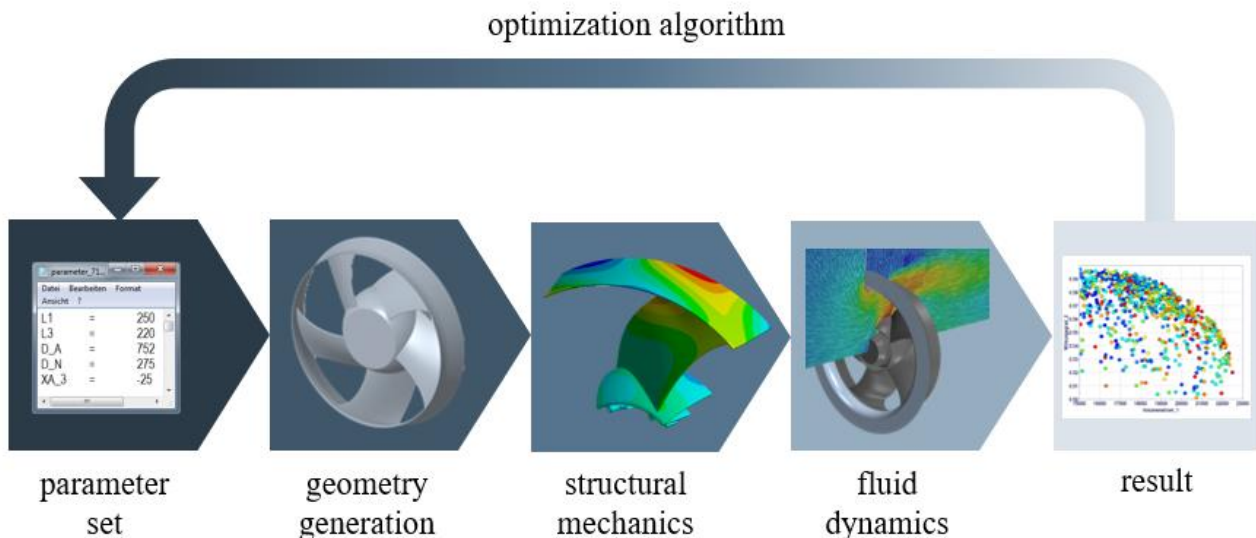 optimization algorithm
parameter_71...
Datei Bearbeiten Format
Ansicht ?
L1 = 250
L3 = 220
D_A = 752
D_N = 275
XA_3 = -25
parameter
set
geometry
generation
structural
mechanics
fluid
dynamics
result